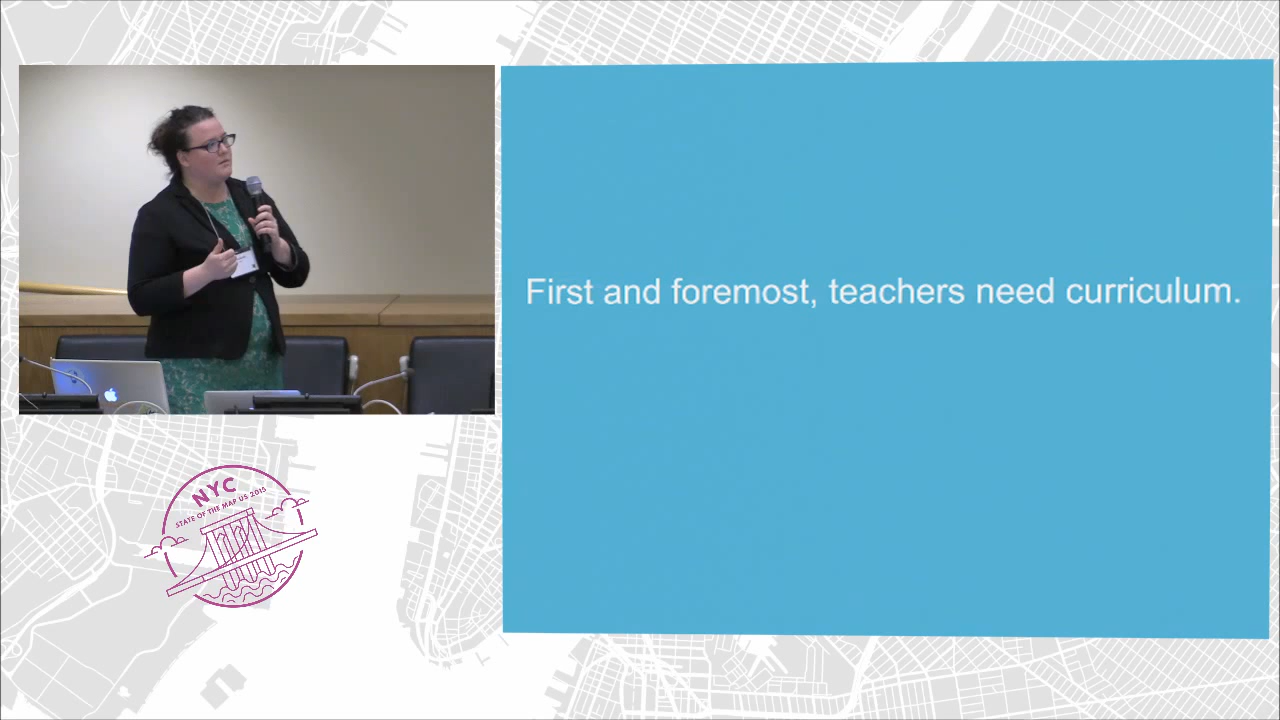 First and foremost, teachers need curriculum.
NYC
STATE OF THE MAP US 2015